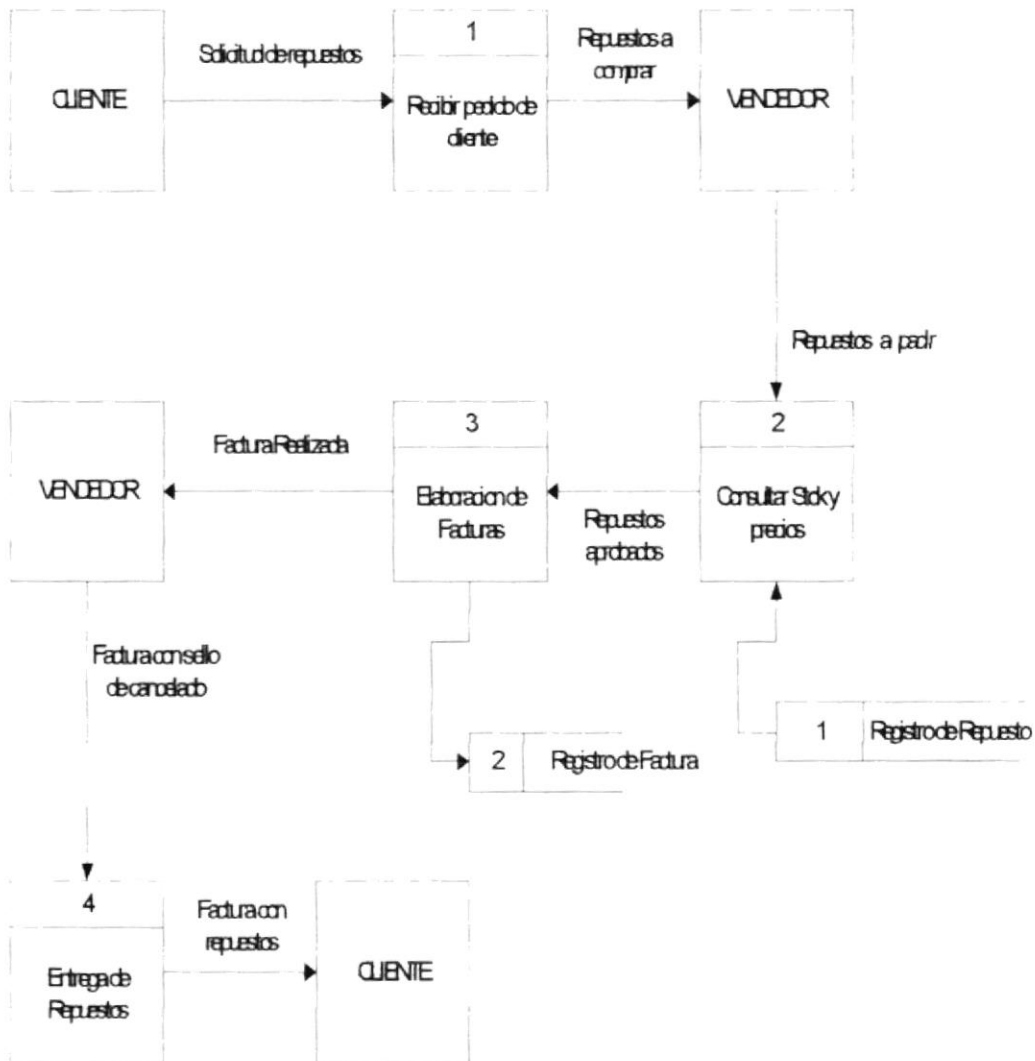 CLIENTE
Solicitud de repuestos
1
Recibir pedido de
cliente
Repuestos a
comprar
VENDEDOR
Repuestos a padir
VENDEDOR
Factura Realizada
3
Elaboracion de
Facturas
Repuestos
aprobados
2
Consultar Stok y
precios
Factura con sello
de cancelado
2 Registro de Factura
1 Registro de Repuesto
4
Entrega de
Repuestos
Factura con
repuestos
CLIENTE